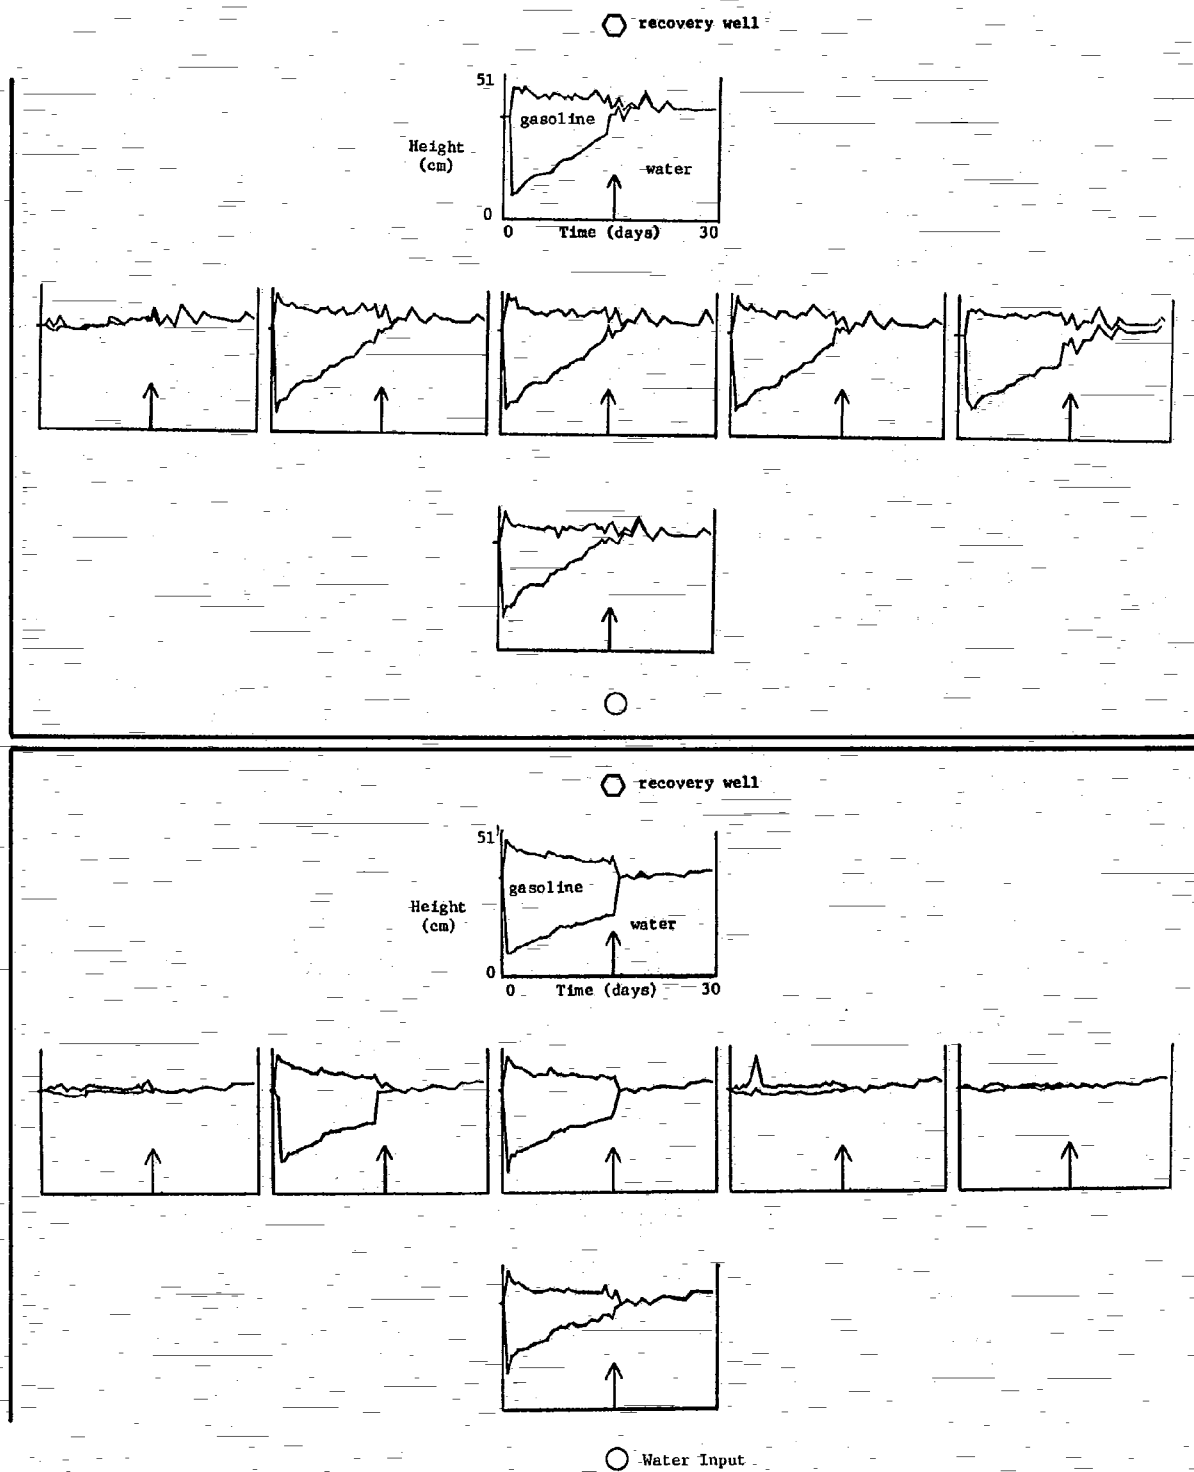 recovery well
51
gasoline
Height
(cm)
water
0
0 Time (days) 30
recovery well
51
gasoline
Height
(cm)
water
0
0 Time (days) 30
Water Input